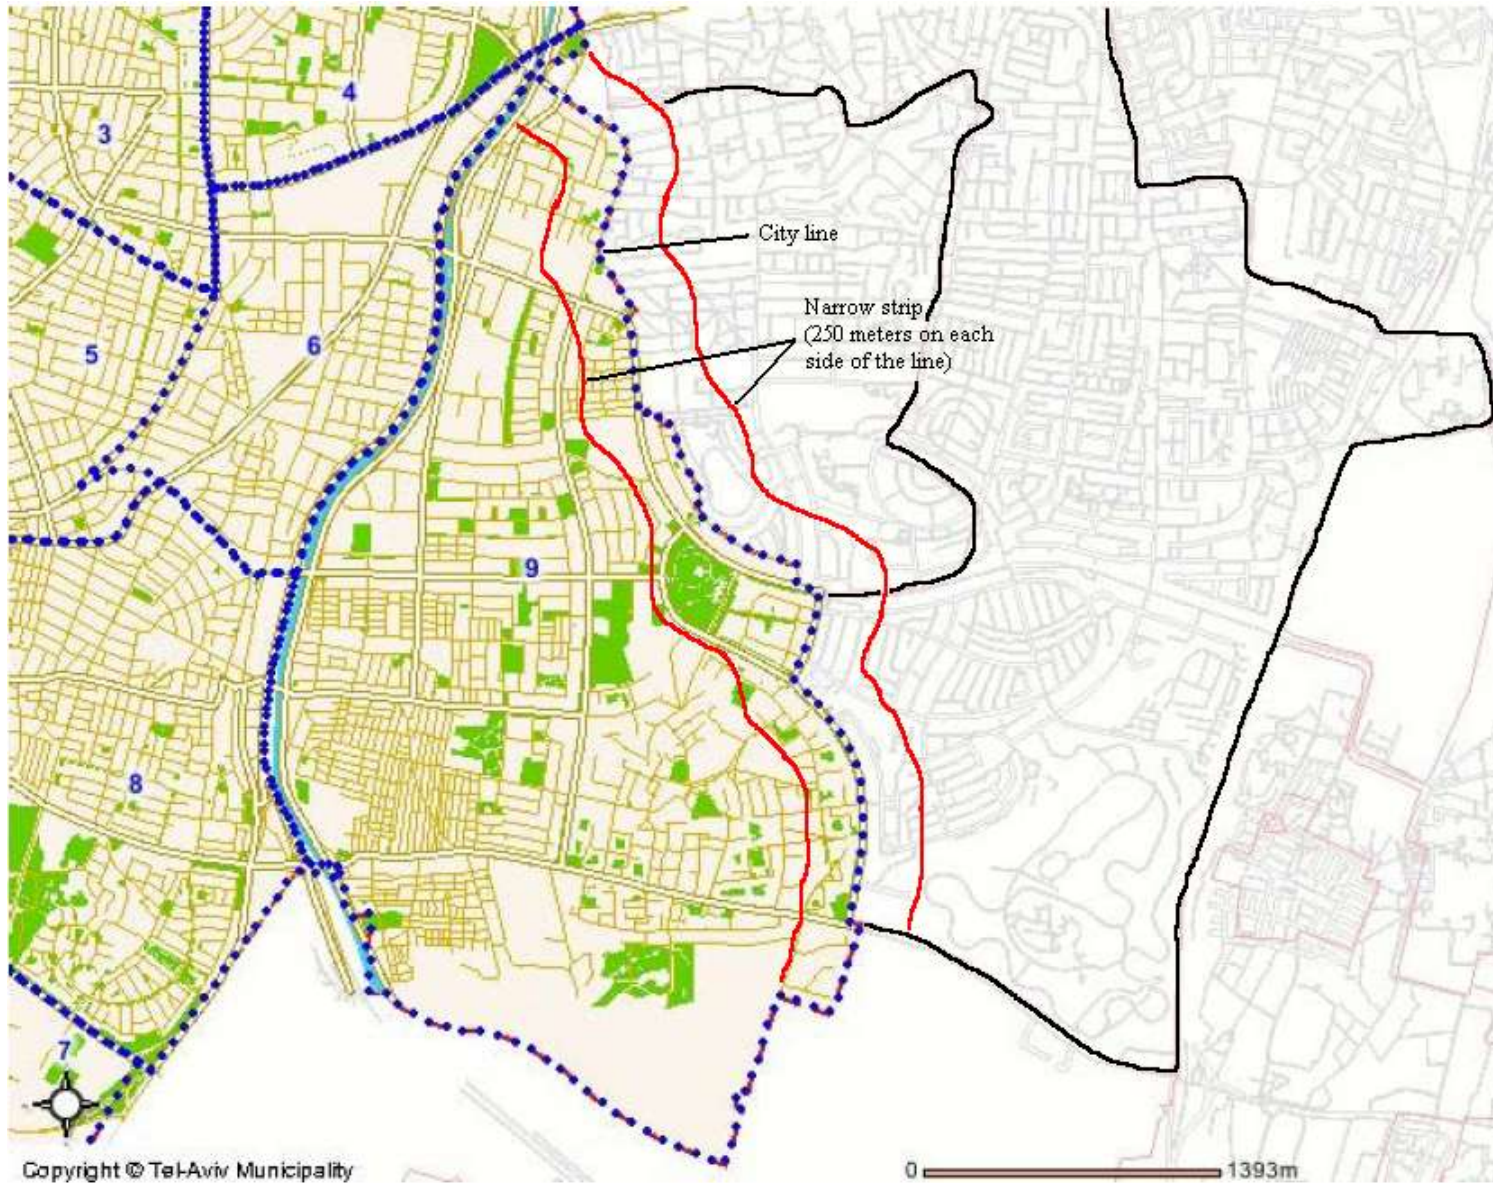 4
3
City line
Narrow strip
(250 meters on each
side of the line)
6
5
9
8
7
Copyright © Tel-Aviv Municipality
0 1393m